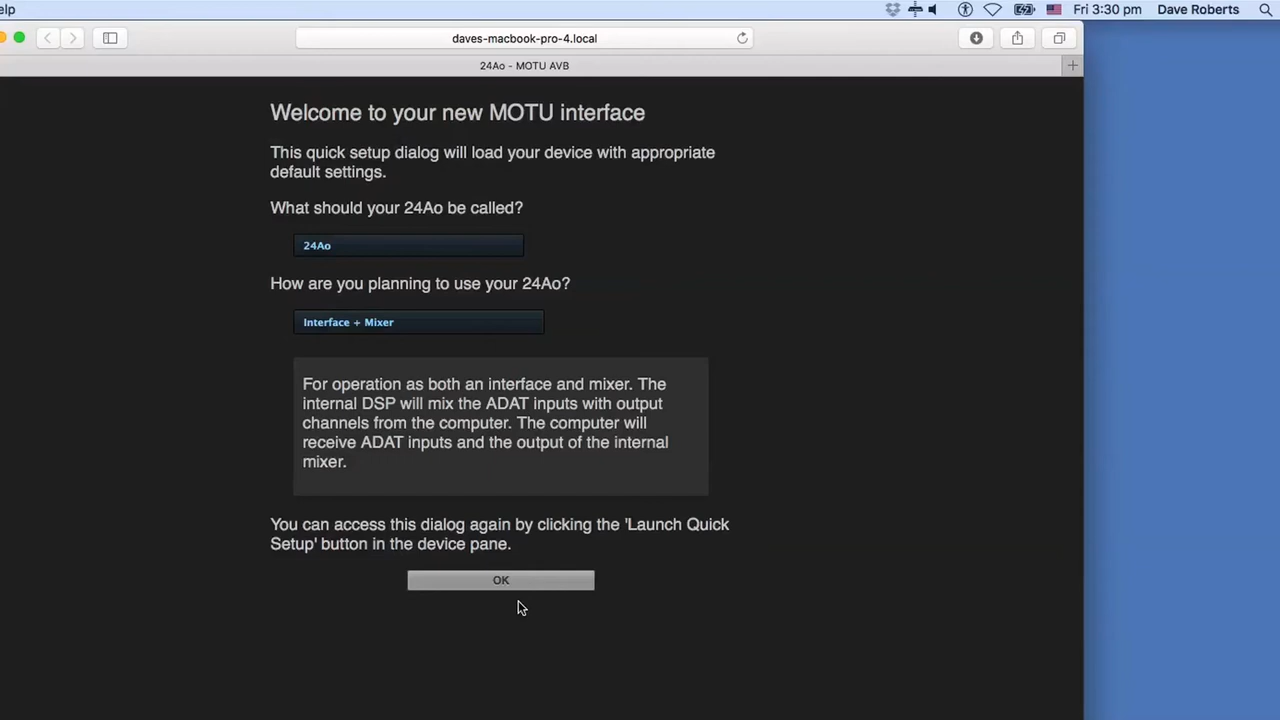 elp
Fri 3:30 pm
Dave Roberts
daves-macbook-pro-4.local
24Ao - MOTU AVB
Welcome to your new MOTU interface
This quick setup dialog will load your device with appropriate
default settings.
What should your 24Ao be called?
24Ao
How are you planning to use your 24Ao?
Interface + Mixer
For operation as both an interface and mixer. The
internal DSP will mix the ADAT inputs with output
channels from the computer. The computer will
receive ADAT inputs and the output of the internal
mixer.
You can access this dialog again by clicking the 'Launch Quick
Setup' button in the device pane.
OK